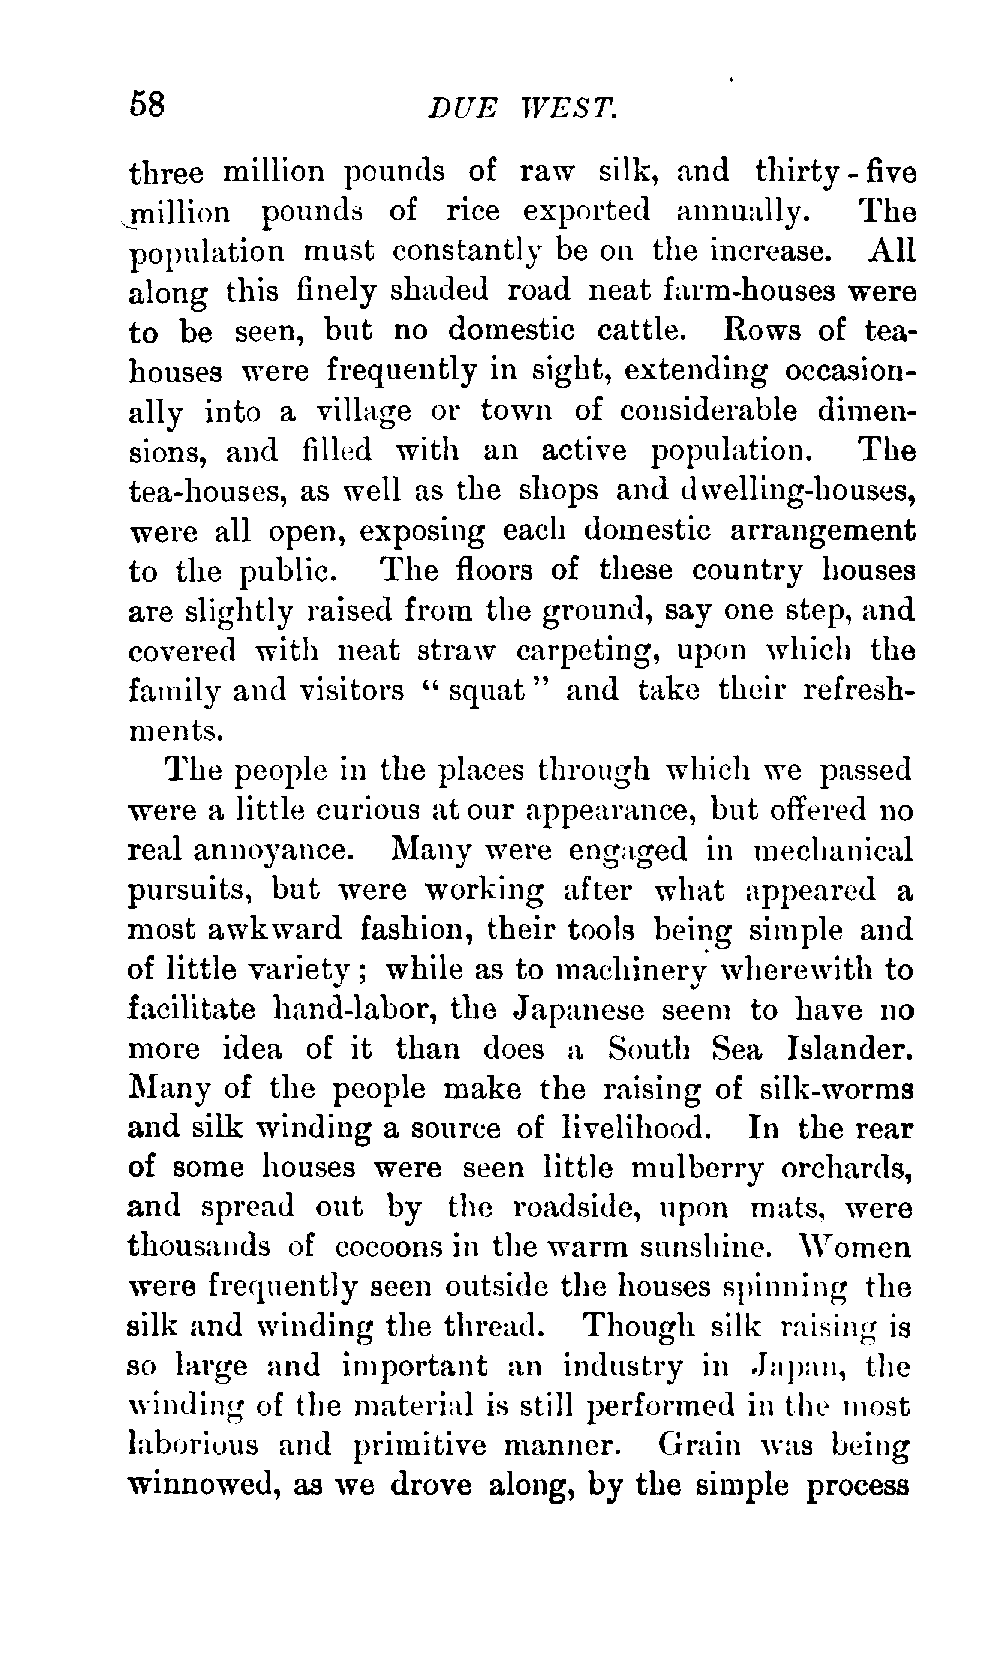 58 DUE WEST.
three million pounds of raw silk, and thirty-five
million pounds of rice exported annually. The
population must constantly be on the increase. All
along this finely shaded road neat farm-houses were
to be seen, but no domestic cattle. Rows of tea-
houses were frequently in sight, extending occasion-
ally into a village or town of considerable dimen-
sions, and filled with an active population. The
tea-houses, as well as the shops and dwelling-houses,
were all open, exposing each domestic arrangement
to the public. The floors of these country houses
are slightly raised from the ground, say one step, and
covered with neat straw carpeting, upon which the
family and visitors “squat” and take their refresh-
ments.
The people in the places through which we passed
were a little curious at our appearance, but offered no
real annoyance. Many were engaged in mechanical
pursuits, but were working after what appeared a
most awkward fashion, their tools being simple and
of little variety; while as to machinery wherewith to
facilitate hand-labor, the Japanese seem to have no
more idea of it than does a South Sea Islander.
Many of the people make the raising of silk-worms
and silk winding a source of livelihood. In the rear
of some houses were seen little mulberry orchards,
and spread out by the roadside, upon mats, were
thousands of cocoons in the warm sunshine. Women
were frequently seen outside the houses spinning the
silk and winding the thread. Though silk raising is
so large and important an industry in Japan, the
winding of the material is still performed in the most
laborious and primitive manner. Grain was being
winnowed, as we drove along, by the simple process